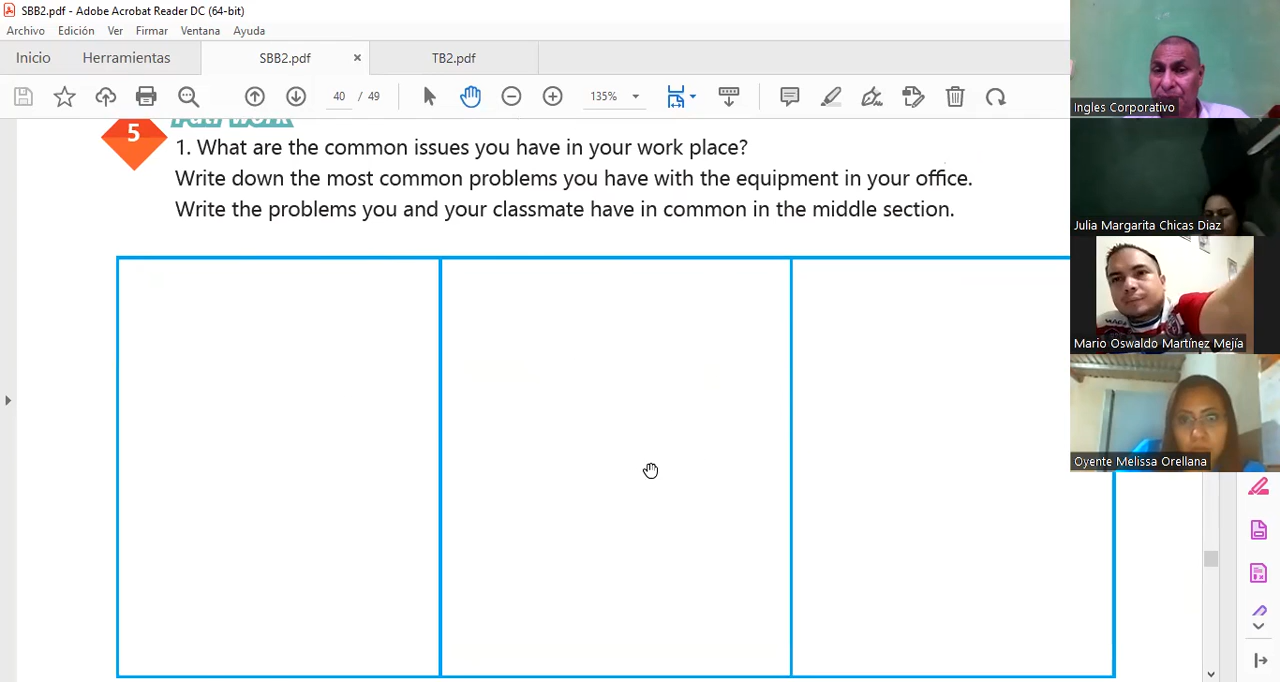 SBB2.pdf - Adobe Acrobat Reader DC (64-bit)
Archivo Edición Ver Firmar Ventana Ayuda
Inicio Herramientas SBB2.pdf × TB2.pdf
40 / 49 135%
5
1. What are the common issues you have in your work place?
Write down the most common problems you have with the equipment in your office.
Write the problems you and your classmate have in common in the middle section.
Ingles Corporativo
Julia Margarita Chicas Diaz
Mario Oswaldo Martínez Mejía
Oyente Melissa Orellana